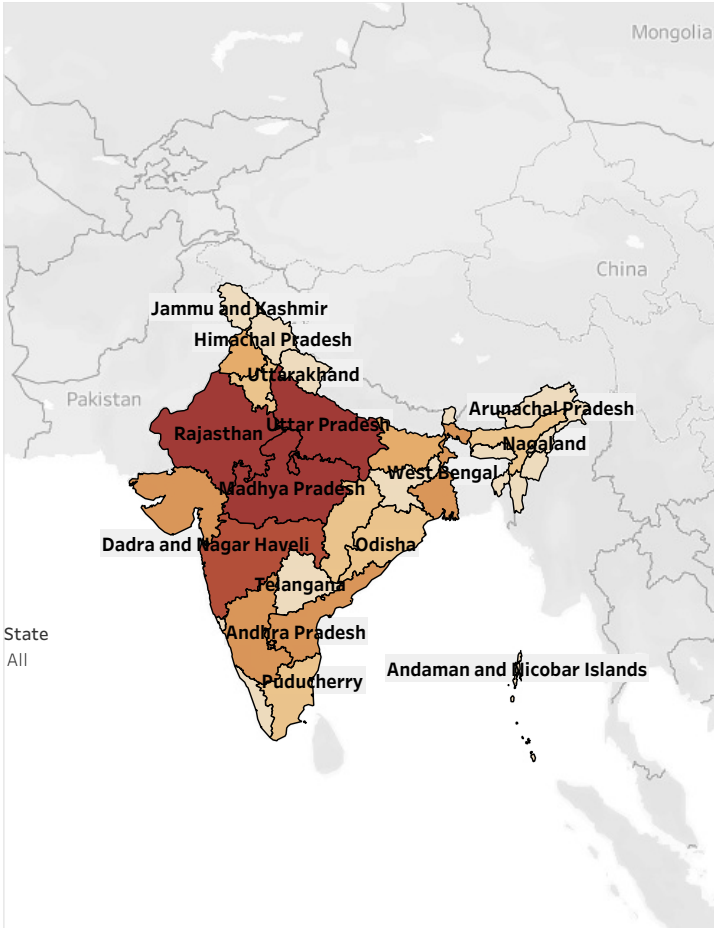 Mongolia
China
Jammu and Kashmir
Himachal Pradesh
Uttarakhand
Pakistan
Arunachal Pradesh
Uttar Pradesh
Rajasthan
Nagaland
West Bengal
Madhya Pradesh
Dadra and Nagar Haveli
Odisha
Telangana
State
Andhra Pradesh
All
Andaman and Nicobar Islands
Puducherry